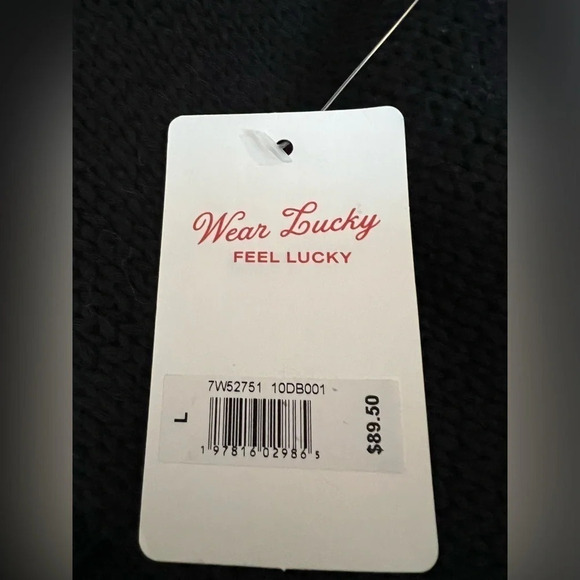 Wear Lucky
FEEL LUCKY
7W52751 10DB001
L
$89.50
1 97816 02986 5